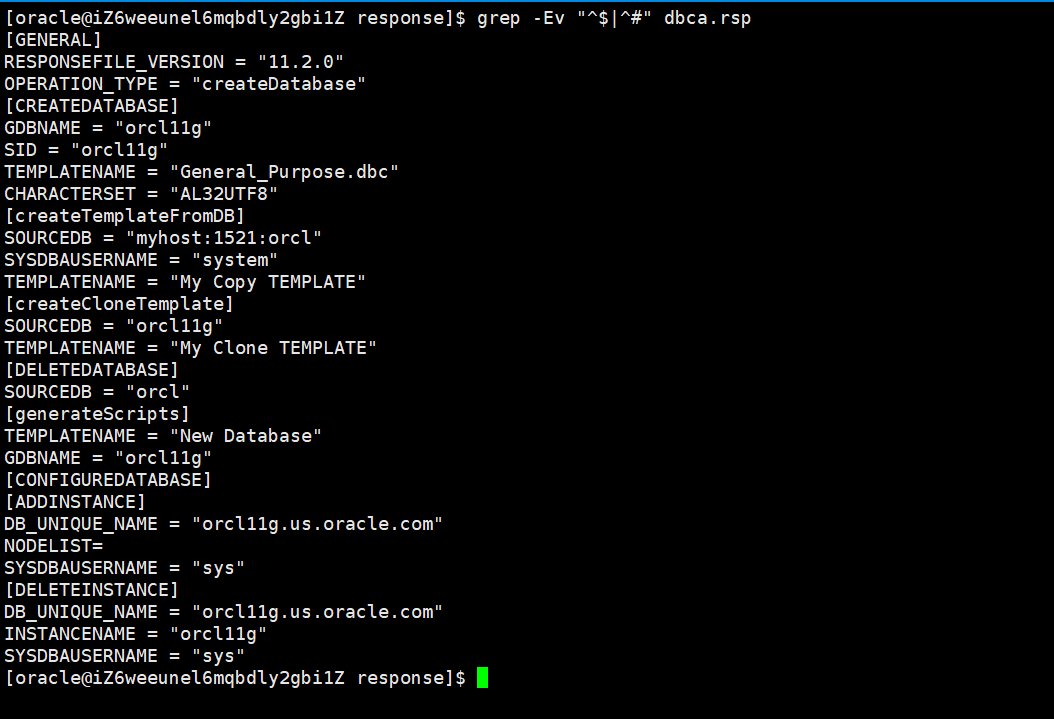 [oracle@iZ6weeunel6mqbdly2gbi1Z response]$ grep -Ev "^$|^#" dbca.rsp
[GENERAL]
RESPONSEFILE_VERSION = "11.2.0"
OPERATION_TYPE = "createDatabase"
[CREATEDATABASE]
GDBNAME = "orcl11g"
SID = "orcl11g"
TEMPLATENAME = "General_Purpose.dbc"
CHARACTERSET = "AL32UTF8"
[createTemplateFromDB]
SOURCEDB = "myhost:1521:orcl"
SYSDBAUSERNAME = "system"
TEMPLATENAME = "My Copy TEMPLATE"
[createCloneTemplate]
SOURCEDB = "orcl11g"
TEMPLATENAME = "My Clone TEMPLATE"
[DELETEDATABASE]
SOURCEDB = "orcl"
[generateScripts]
TEMPLATENAME = "New Database"
GDBNAME = "orcl11g"
[CONFIGUREDATABASE]
[ADDINSTANCE]
DB_UNIQUE_NAME = "orcl11g.us.oracle.com"
NODELIST=
SYSDBAUSERNAME = "sys"
[DELETEINSTANCE]
DB_UNIQUE_NAME = "orcl11g.us.oracle.com"
INSTANCENAME = "orcl11g"
SYSDBAUSERNAME = "sys"
[oracle@iZ6weeunel6mqbdly2gbi1Z response]$